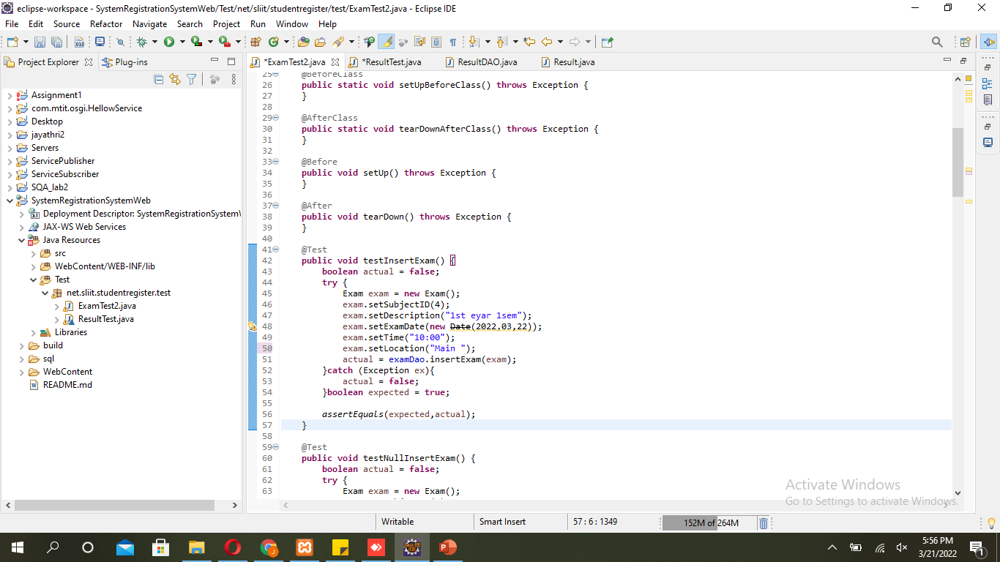 eclipse-workspace - SystemRegistrationSystemWeb/Test/net/sliit/studentregister/test/ExamTest2.java - Eclipse IDE
File Edit Source Refactor Navigate Search Project Run Window Help
Project Explorer Plug-ins
Assignment1
com.mtit.osgi.HellowService
Desktop
jayathri2
Servers
ServicePublisher
ServiceSubscriber
SQA_lab2
SystemRegistrationSystemWeb
Deployment Descriptor: SystemRegistrationSystemW
JAX-WS Web Services
Java Resources
src
WebContent/WEB-INF/lib
Test
net.sliit.studentregister.test
ExamTest2.java
ResultTest.java
Libraries
build
sql
WebContent
README.md
*ExamTest2.java *ResultTest.java ResultDAO.java Result.java
25 @BeforeClass
26 public static void setUpBeforeClass() throws Exception {
27 }
28
29 @AfterClass
30 public static void tearDownAfterClass() throws Exception {
31 }
32
33 @Before
34 public void setUp() throws Exception {
35 }
36
37 @After
38 public void tearDown() throws Exception {
39 }
40
41 @Test
42 public void testInsertExam() {
43 boolean actual = false;
44 try {
45 Exam exam = new Exam();
46 exam.setSubjectID(4);
47 exam.setDescription("1st eyar 1sem");
48 exam.setExamDate(new Date(2022,03,22));
49 exam.setTime("10:00");
50 exam.setLocation("Main ");
51 actual = examDao.insertExam(exam);
52 }catch (Exception ex){
53 actual = false;
54 }boolean expected = true;
55
56 assertEquals(expected,actual);
57 }
58
59 @Test
60 public void testNullInsertExam() {
61 boolean actual = false;
62 try {
63 Exam exam = new Exam();
Activate Windows
Go to Settings to activate Windows.
Writable Smart Insert 57 : 6 : 1349 152M of 264M
5:56 PM
3/21/2022